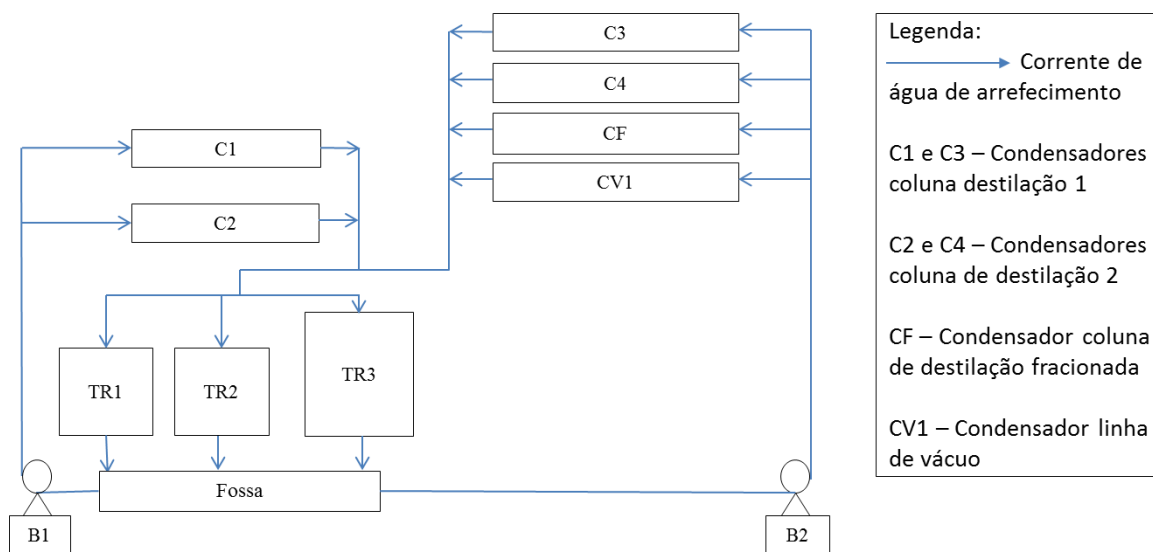 C3
C4
CF
CV1
C1
C2
TR1
TR2
TR3
Fossa
B1
B2
Legenda:
Corrente de
água de arrefecimento
C1 e C3 – Condensadores
coluna destilação 1
C2 e C4 – Condensadores
coluna de destilação 2
CF – Condensador coluna
de destilação fracionada
CV1 – Condensador linha
de vácuo